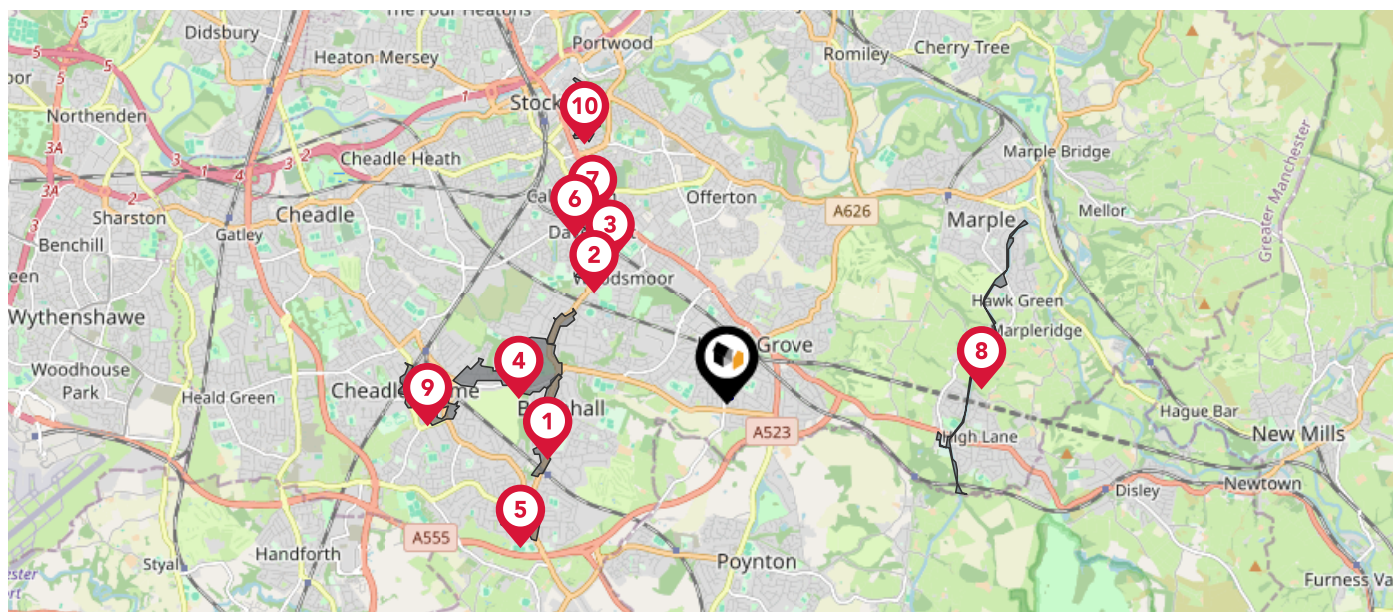 The Four Heatons
Didsbury
Portwood
Heaton Mersey
Romiley
Cherry Tree
5
5
5
5
5
1
Northenden
Stock
10
3A
3
2
1
3
4
Cheadle Heath
Marple Bridge
3A
2
3
7
6
Offerton
A626
Sharston
Cheadle
Gatley
Marple
Mellor
Greater Manchester
Benchill
3
2
Woodsmoor
Hawk Green
Wythenshawe
Marpleridge
Grove
4
8
Woodhouse
Park
Heald Green
9
1
Hague Bar
A523
High Lane
New Mills
Newtown
Disley
5
A555
Handforth
Styal
Poynton
Furness Va